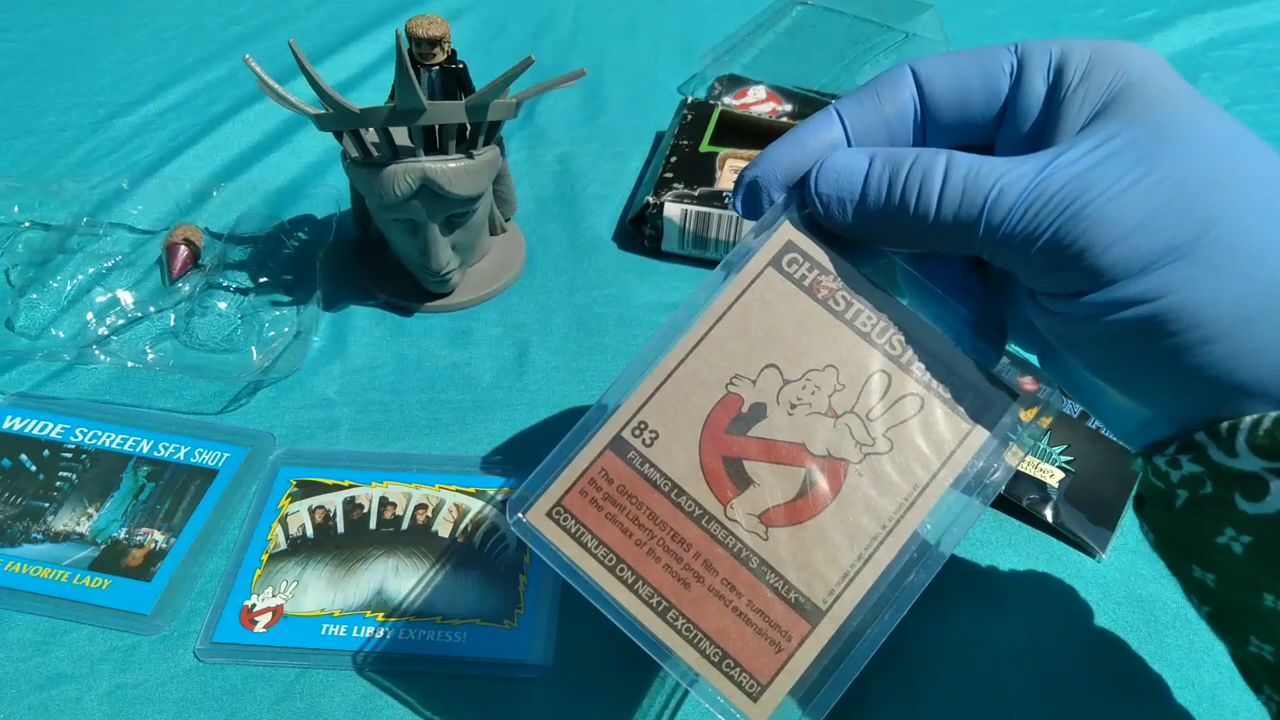 GHOSTBUST
83
FILMING LADY LIBERTY'S "WALK"
The GHOSTBUSTERS II film crew surrounds
the giant Liberty Dome prop, used extensively
in the climax of the movie.
CONTINUED ON NEXT EXCITING CARD!
WIDE SCREEN SFX SHOT
FAVORITE LADY
THE LIBBY EXPRESS!